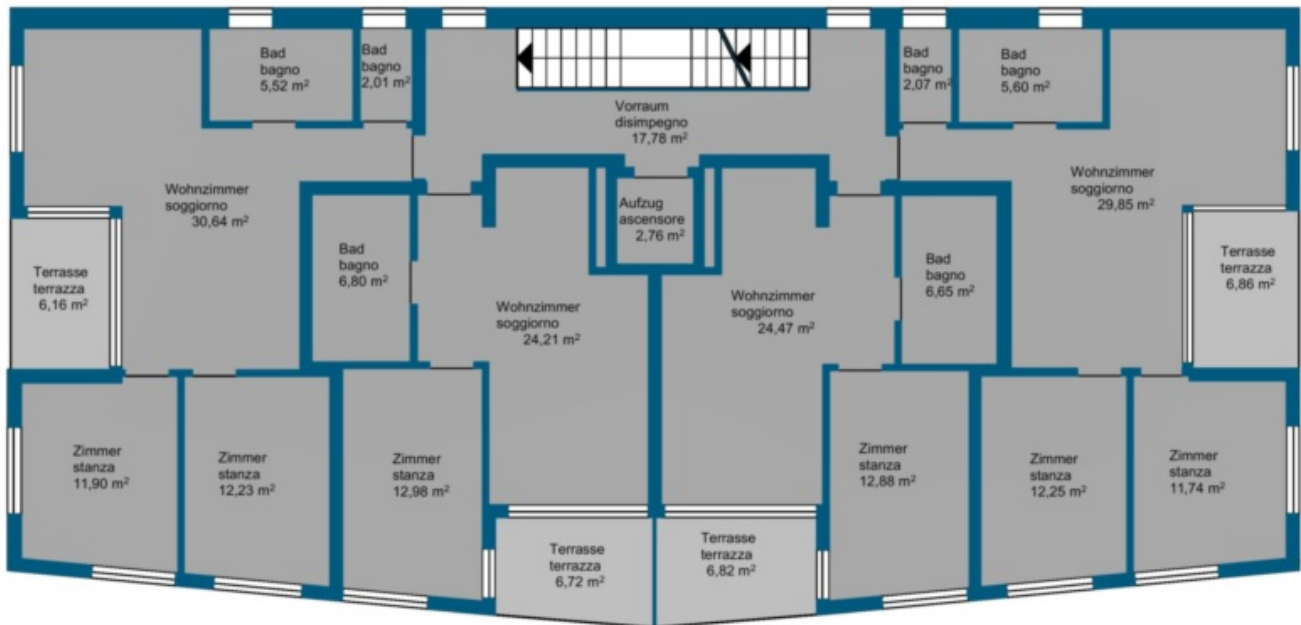 Bad
bagno
5,52 m²
Bad
bagno
2,01 m²
Vorraum
disimpegno
17,78 m²
Bad
bagno
2,07 m²
Bad
bagno
5,60 m²
Wohnzimmer
soggiorno
30,64 m²
Aufzug
ascensore
2,76 m²
Wohnzimmer
soggiorno
29,85 m²
Terrasse
terrazza
6,16 m²
Bad
bagno
6,80 m²
Wohnzimmer
soggiorno
24,21 m²
Wohnzimmer
soggiorno
24,47 m²
Bad
bagno
6,65 m²
Terrasse
terrazza
6,86 m²
Zimmer
stanza
11,90 m²
Zimmer
stanza
12,23 m²
Zimmer
stanza
12,98 m²
Zimmer
stanza
12,88 m²
Zimmer
stanza
12,25 m²
Zimmer
stanza
11,74 m²
Terrasse
terrazza
6,72 m²
Terrasse
terrazza
6,82 m²